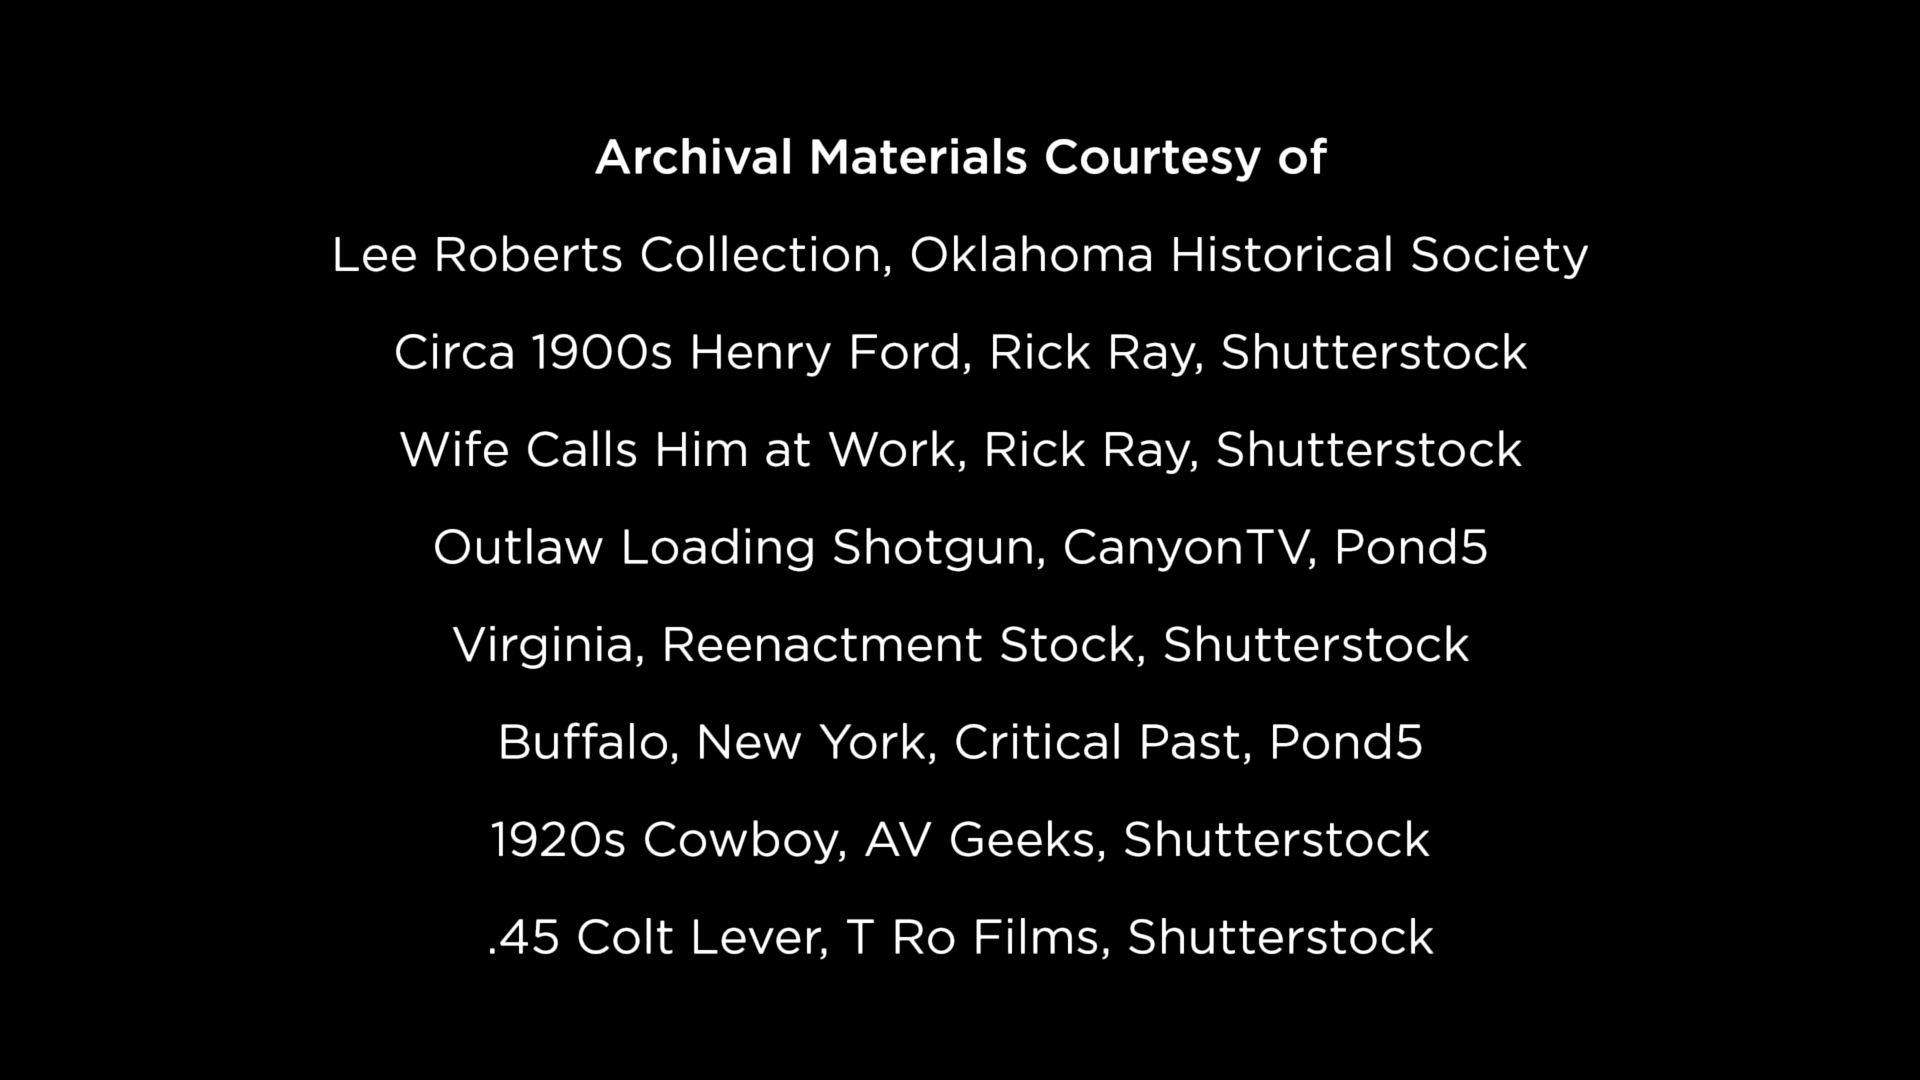 Archival Materials Courtesy of
Lee Roberts Collection, Oklahoma Historical Society
Circa 1900s Henry Ford, Rick Ray, Shutterstock
Wife Calls Him at Work, Rick Ray, Shutterstock
Outlaw Loading Shotgun, CanyonTV, Pond5
Virginia, Reenactment Stock, Shutterstock
Buffalo, New York, Critical Past, Pond5
1920s Cowboy, AV Geeks, Shutterstock
.45 Colt Lever, T Ro Films, Shutterstock